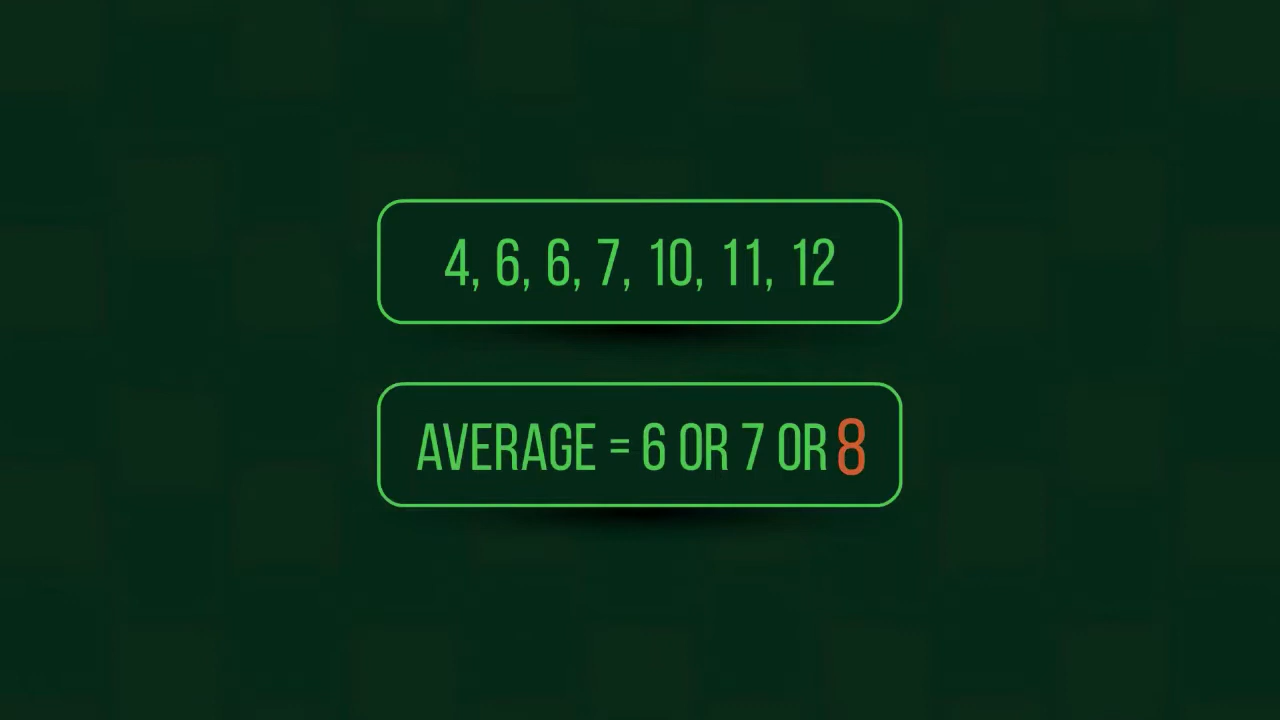 4, 6, 6, 7, 10, 11, 12
AVERAGE = 6 OR 7 OR 8